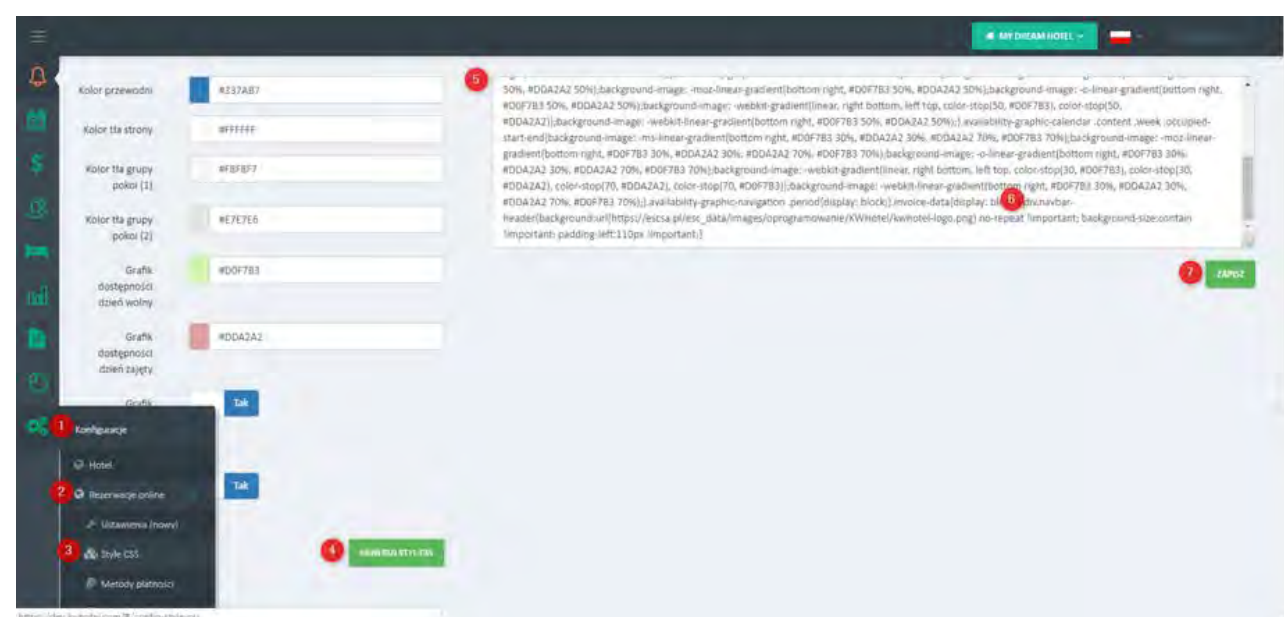 MY DREAM HOTEL
Kolor przewodni
#337AB7
Kolor tła strony
#FFFFFF
Kolor tła grupy
pokoi (1)
#F8F8F7
Kolor tła grupy
pokoi (2)
#E7E7E6
Grafik
dostępności
dzień wolny
#D0F7B3
Grafik
dostępności
dzień zajęty
#DDA2A2
Grafik
Tak
1
Konfiguracje
Hotel
2
Rezerwacje online
Tak
Ustawienia (nowy)
3
Style CSS
4
Metody płatności
5
50%, #DDA2A2 50%);background-image: -moz-linear-gradient(bottom right, #D0F7B3 50%, #DDA2A2 50%);background-image: -o-linear-gradient(bottom right,
#D0F7B3 50%, #DDA2A2 50%);background-image: -webkit-gradient(linear, right bottom, left top, color-stop(50, #D0F7B3), color-stop(50,
#DDA2A2));background-image: -webkit-linear-gradient(bottom right, #D0F7B3 50%, #DDA2A2 50%);}.availability-graphic-calendar .content .week .occupied-
start-end{background-image: -ms-linear-gradient(bottom right, #D0F7B3 30%, #DDA2A2 30%, #DDA2A2 70%, #D0F7B3 70%);background-image: -moz-linear-
gradient(bottom right, #D0F7B3 30%, #DDA2A2 30%, #DDA2A2 70%, #D0F7B3 70%);background-image: -o-linear-gradient(bottom right, #D0F7B3 30%,
#DDA2A2 30%, #DDA2A2 70%, #D0F7B3 70%);background-image: -webkit-gradient(linear, right bottom, left top, color-stop(30, #D0F7B3), color-stop(30,
#DDA2A2), color-stop(70, #DDA2A2), color-stop(70, #D0F7B3));background-image: -webkit-linear-gradient(bottom right, #D0F7B3 30%, #DDA2A2 30%,
#DDA2A2 70%, #D0F7B3 70%);}.availability-graphic-navigation .period{display: block;}.invoice-data{display:
6
header{background:url(https://escsa.pl/esc_data/images/oprogramowanie/KWHotel/kwhotel-logo.png) no-repeat !important; background-size:contain
!important; padding-left:110px !important;}
7
ZAPISZ